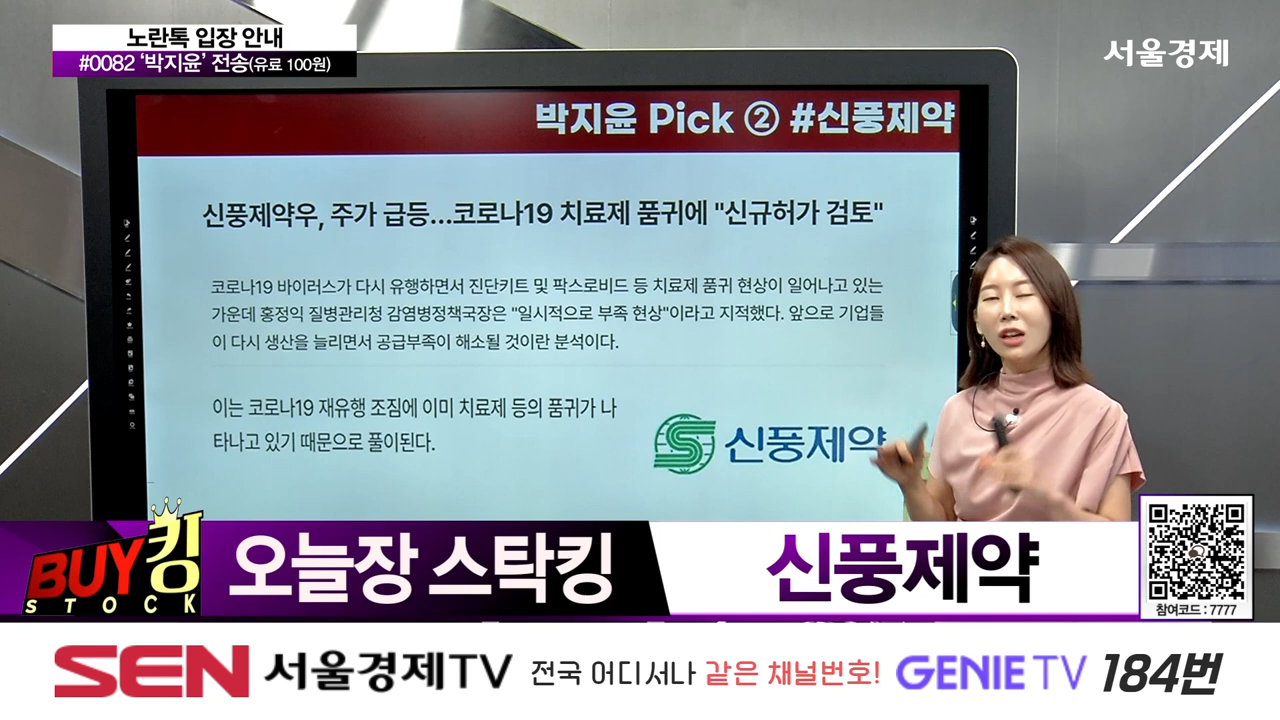 노란톡 입장 안내
#0082 ‘박지윤’ 전송(유료 100원)
서울경제
박지윤 Pick ② #신풍제약
신풍제약우, 주가 급등...코로나19 치료제 품귀에 "신규허가 검토"
코로나19 바이러스가 다시 유행하면서 진단키트 및 팍스로비드 등 치료제 품귀 현상이 일어나고 있는
가운데 홍정익 질병관리청 감염병정책국장은 "일시적으로 부족 현상"이라고 지적했다. 앞으로 기업들
이 다시 생산을 늘리면서 공급부족이 해소될 것이란 분석이다.
이는 코로나19 재유행 조짐에 이미 치료제 등의 품귀가 나
타나고 있기 때문으로 풀이된다.
신풍제약
BUY킹
STOCK
오늘장 스탁킹
신풍제약
참여코드 : 7777
SEN 서울경제TV 전국 어디서나 같은 채널번호! GENIE TV 184번